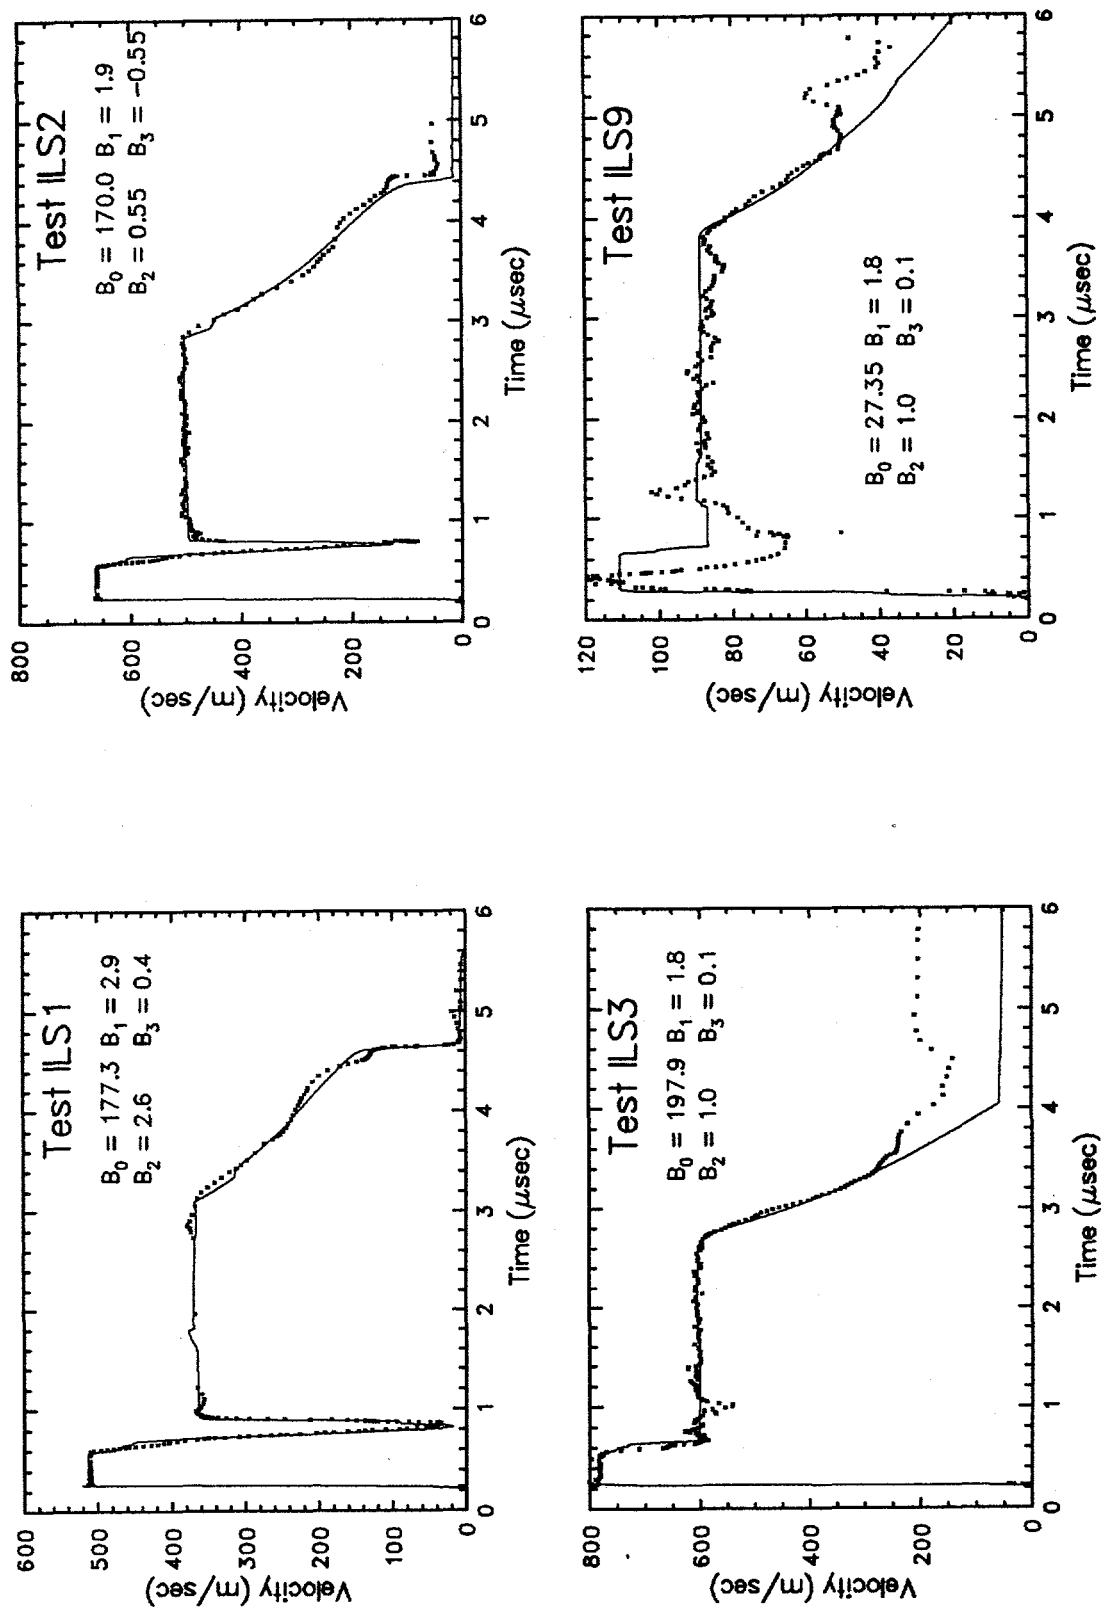 Test ILS1
B₀ = 177.3 B₁ = 2.9
B₂ = 2.6 B₃ = 0.4
600
500
400
300
200
100
0
Velocity (m/sec)
0 1 2 3 4 5 6
Time (μsec)
Test ILS2
B₀ = 170.0 B₁ = 1.9
B₂ = 0.55 B₃ = −0.55
800
600
400
200
0
Velocity (m/sec)
0 1 2 3 4 5 6
Time (μsec)
Test ILS3
B₀ = 197.9 B₁ = 1.8
B₂ = 1.0 B₃ = 0.1
800
600
400
200
0
Velocity (m/sec)
0 1 2 3 4 5 6
Time (μsec)
Test ILS9
B₀ = 27.35 B₁ = 1.8
B₂ = 1.0 B₃ = 0.1
120
100
80
60
40
20
0
Velocity (m/sec)
0 1 2 3 4 5 6
Time (μsec)